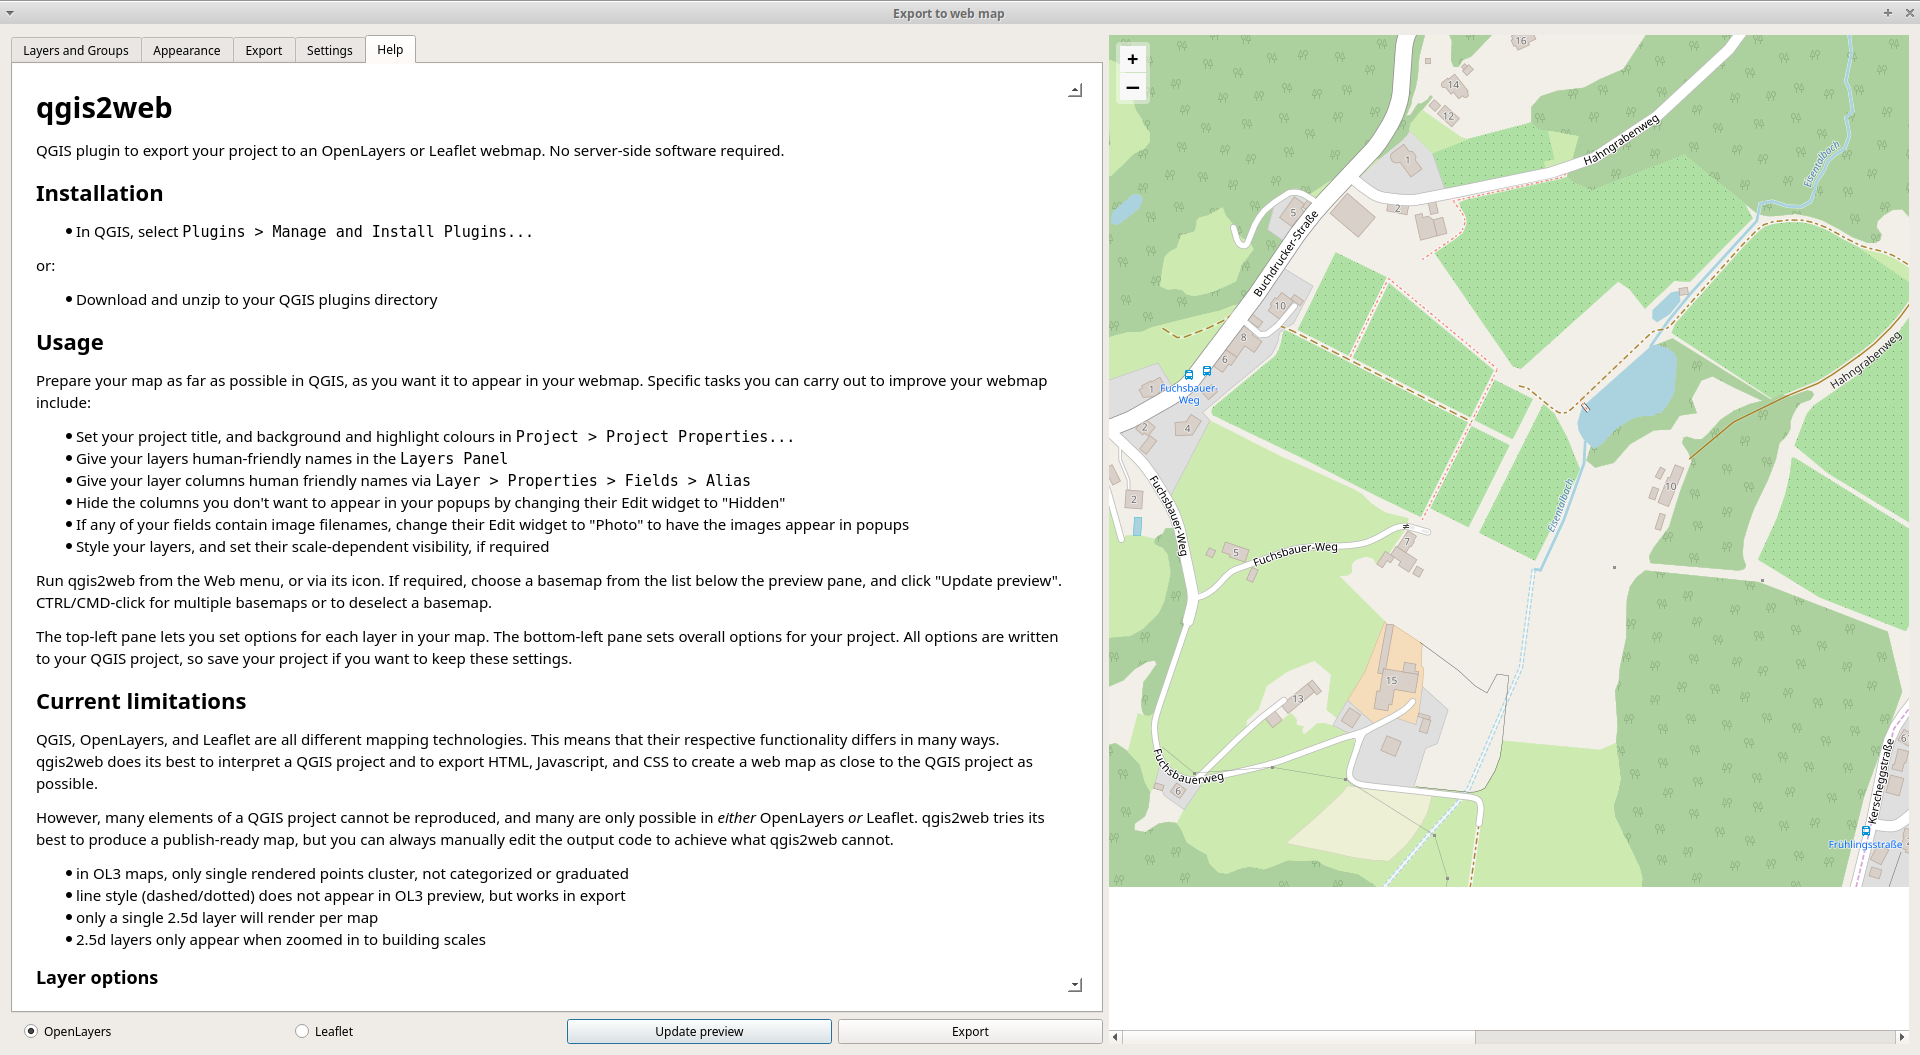 Export to web map
Layers and Groups
Appearance
Export
Settings
Help
qgis2web
QGIS plugin to export your project to an OpenLayers or Leaflet webmap. No server-side software required.
Installation
• In QGIS, select Plugins > Manage and Install Plugins...
or:
• Download and unzip to your QGIS plugins directory
Usage
Prepare your map as far as possible in QGIS, as you want it to appear in your webmap. Specific tasks you can carry out to improve your webmap
include:
• Set your project title, and background and highlight colours in Project > Project Properties...
• Give your layers human-friendly names in the Layers Panel
• Give your layer columns human friendly names via Layer > Properties > Fields > Alias
• Hide the columns you don't want to appear in your popups by changing their Edit widget to "Hidden"
• If any of your fields contain image filenames, change their Edit widget to "Photo" to have the images appear in popups
• Style your layers, and set their scale-dependent visibility, if required
Run qgis2web from the Web menu, or via its icon. If required, choose a basemap from the list below the preview pane, and click "Update preview".
CTRL/CMD-click for multiple basemaps or to deselect a basemap.
The top-left pane lets you set options for each layer in your map. The bottom-left pane sets overall options for your project. All options are written
to your QGIS project, so save your project if you want to keep these settings.
Current limitations
QGIS, OpenLayers, and Leaflet are all different mapping technologies. This means that their respective functionality differs in many ways.
qgis2web does its best to interpret a QGIS project and to export HTML, Javascript, and CSS to create a web map as close to the QGIS project as
possible.
However, many elements of a QGIS project cannot be reproduced, and many are only possible in either OpenLayers or Leaflet. qgis2web tries its
best to produce a publish-ready map, but you can always manually edit the output code to achieve what qgis2web cannot.
• in OL3 maps, only single rendered points cluster, not categorized or graduated
• line style (dashed/dotted) does not appear in OL3 preview, but works in export
• only a single 2.5d layer will render per map
• 2.5d layers only appear when zoomed in to building scales
Layer options
OpenLayers
Leaflet
Update preview
Export
+
−
16
14
12
Hahngrabenweg
1
Eisentalbach
2
5
Buchdrucker-Straße
10
8
6
Hahngrabenweg
1
Fuchsbauer-
Weg
2
4
10
2
Fuchsbauer-Weg
Eisentalbach
7
5
Fuchsbauer-Weg
15
13
6
Fuchsbauerweg
6
Kerscheggstraße
Frühlingsstraße